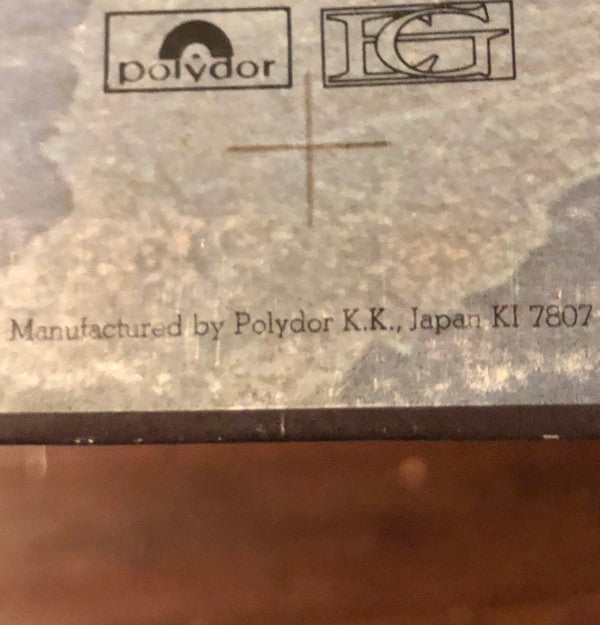 polydor EG
Manufactured by Polydor K.K., Japan KI 7807